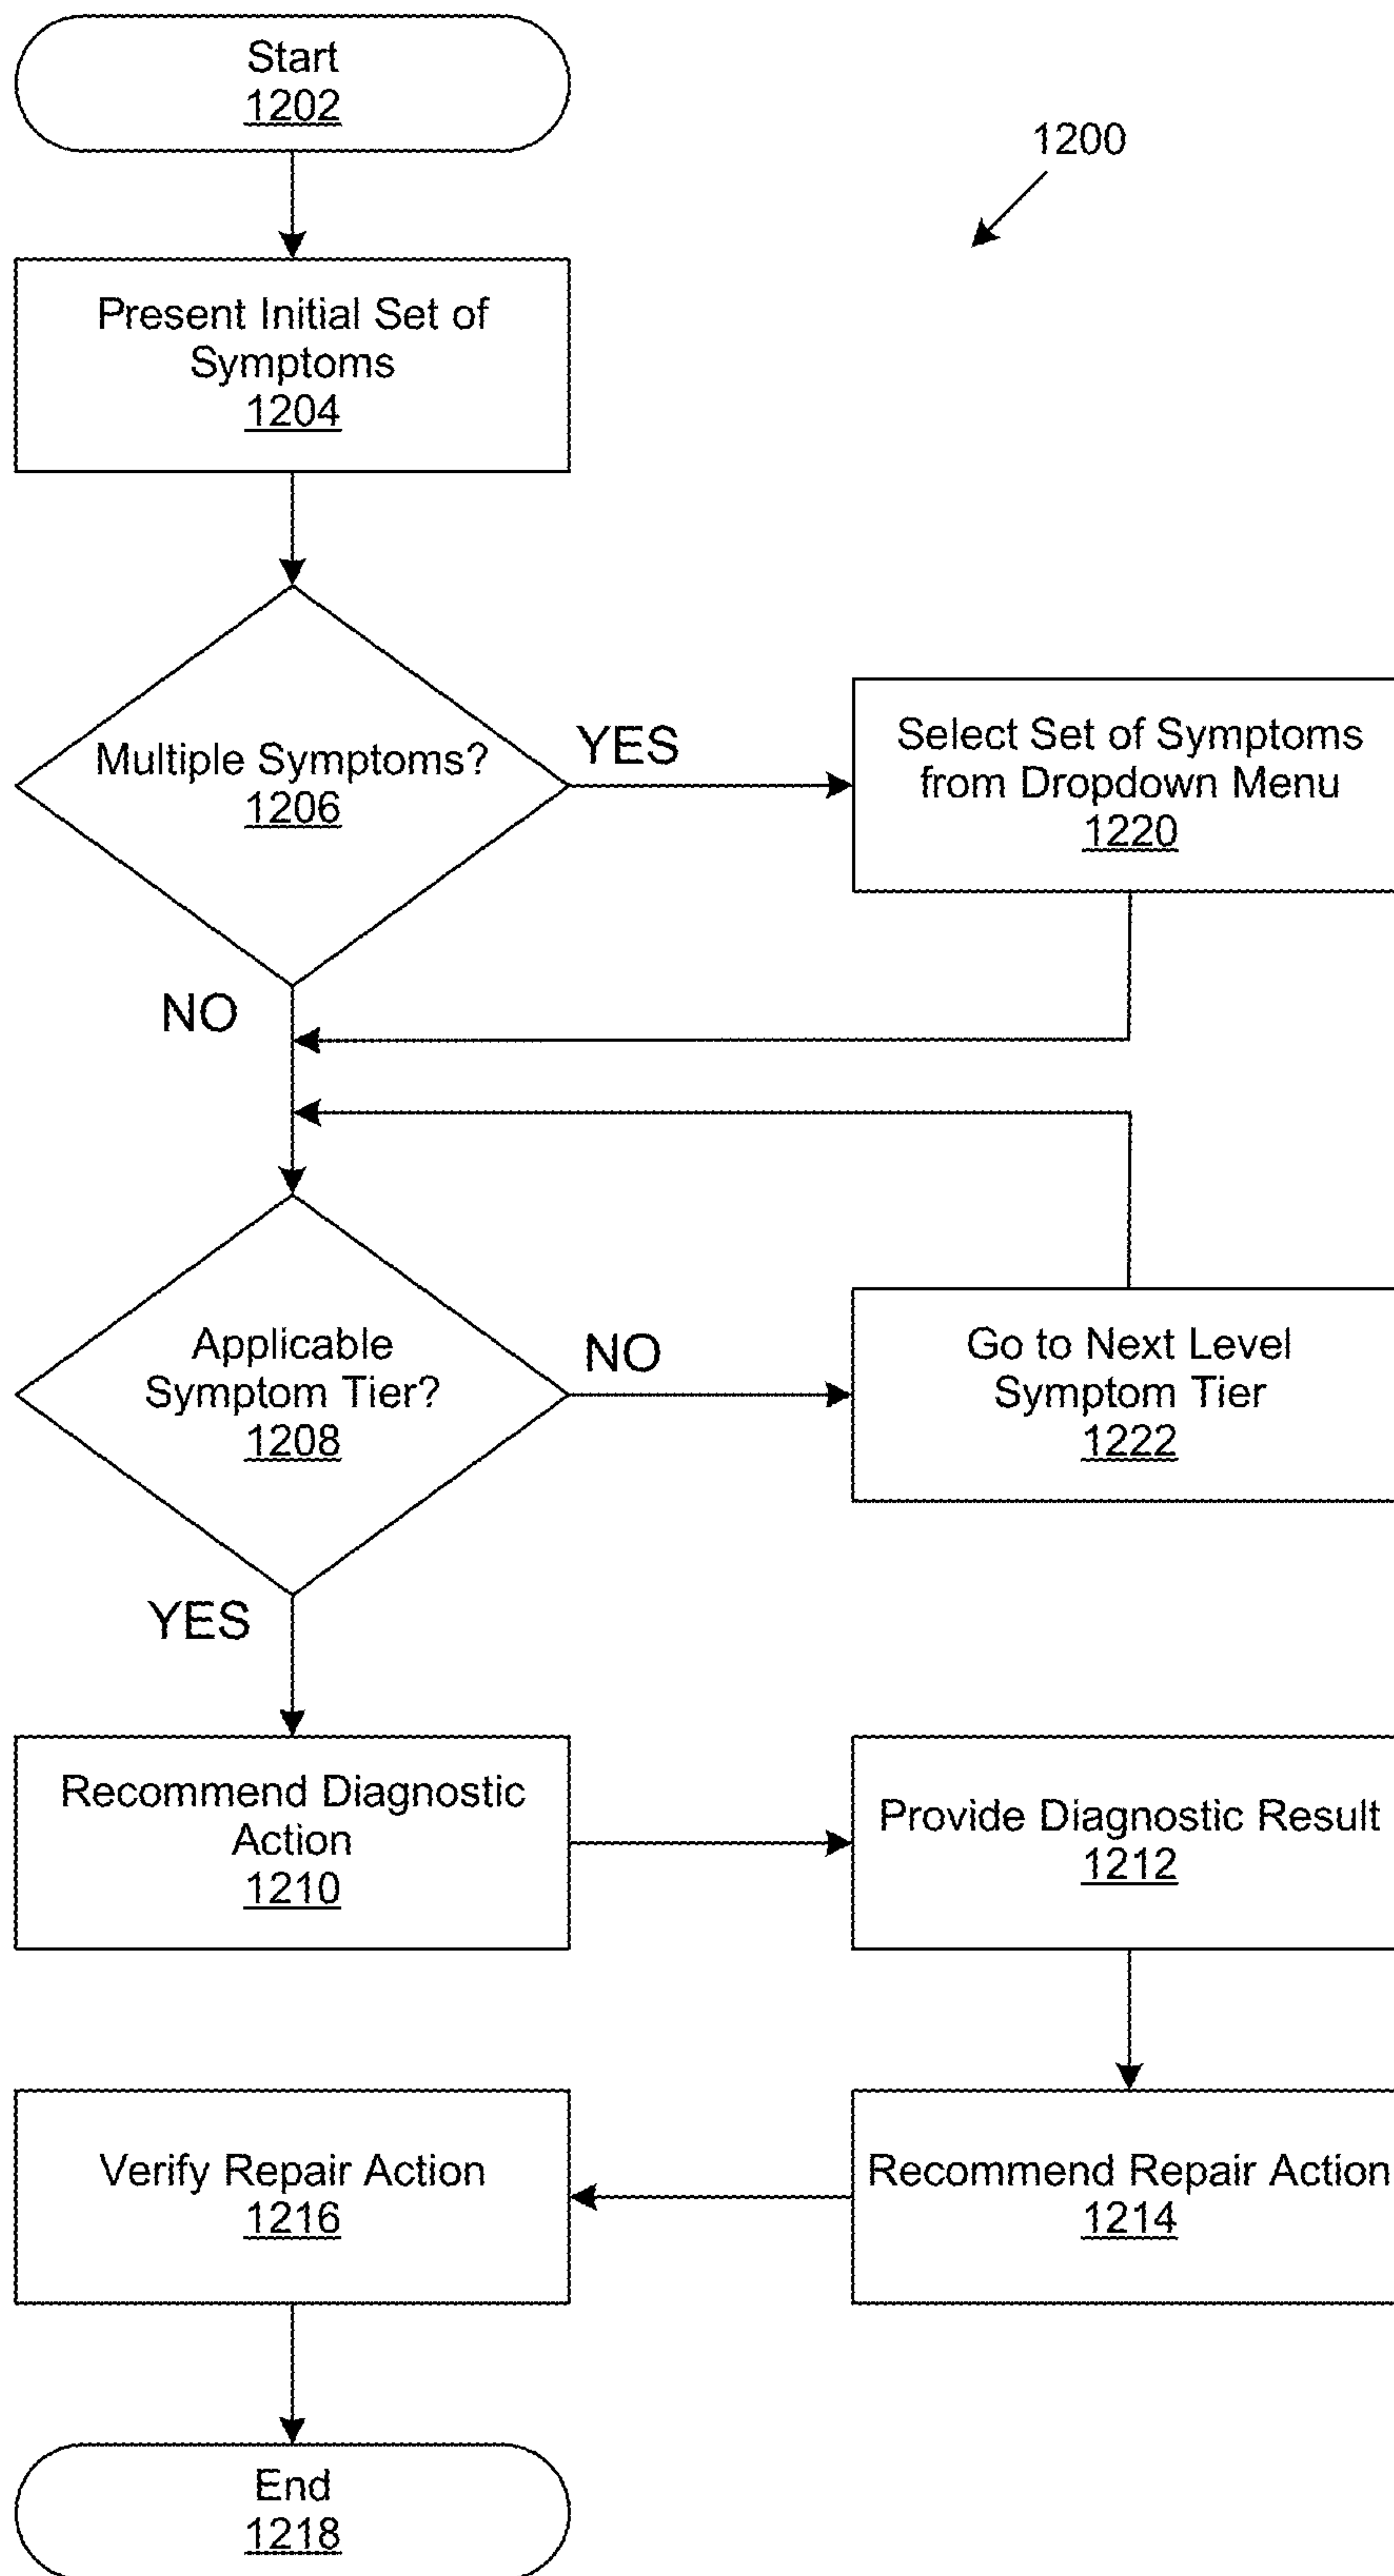 Start
1202
1200
Present Initial Set of
Symptoms
1204
Multiple Symptoms?
1206
YES
Select Set of Symptoms
from Dropdown Menu
1220
NO
Applicable
Symptom Tier?
1208
NO
Go to Next Level
Symptom Tier
1222
YES
Recommend Diagnostic
Action
1210
Provide Diagnostic Result
1212
Verify Repair Action
1216
Recommend Repair Action
1214
End
1218